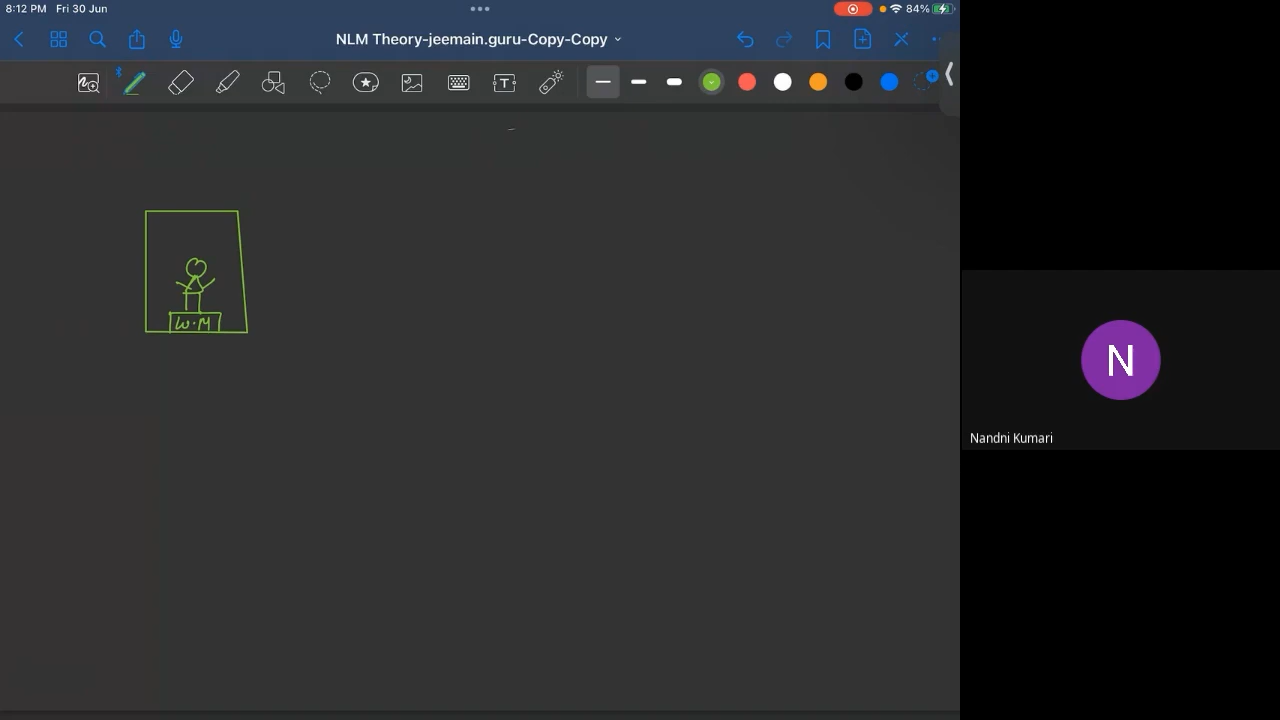 8:12 PM Fri 30 Jun
84%
NLM Theory-jeemain.guru-Copy-Copy
T
W.M
N
Nandni Kumari